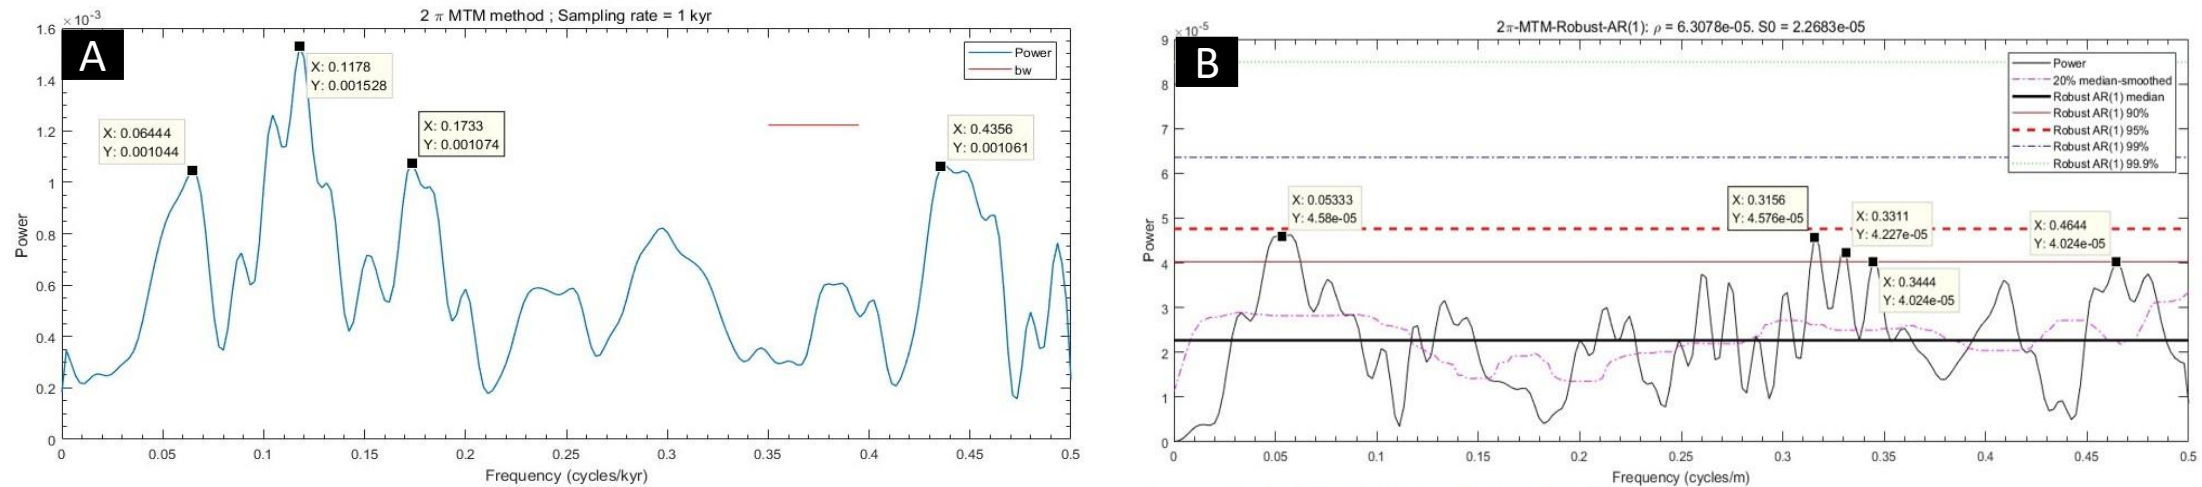 2 π MTM method ; Sampling rate = 1 kyr
×10⁻³
A
Power
bw
X: 0.1178
Y: 0.001528
X: 0.06444
Y: 0.001044
X: 0.1733
Y: 0.001074
X: 0.4356
Y: 0.001061
1.6
1.4
1.2
1
0.8
0.6
0.4
0.2
0
Power
0 0.05 0.1 0.15 0.2 0.25 0.3 0.35 0.4 0.45 0.5
Frequency (cycles/kyr)
2π-MTM-Robust-AR(1): ρ = 6.3078e-05. S0 = 2.2683e-05
×10⁻⁵
B
Power
20% median-smoothed
Robust AR(1) median
Robust AR(1) 90%
Robust AR(1) 95%
Robust AR(1) 99%
Robust AR(1) 99.9%
X: 0.05333
Y: 4.58e-05
X: 0.3156
Y: 4.576e-05
X: 0.3311
Y: 4.227e-05
X: 0.4644
Y: 4.024e-05
X: 0.3444
Y: 4.024e-05
9
8
7
6
5
4
3
2
1
0
Power
0 0.05 0.1 0.15 0.2 0.25 0.3 0.35 0.4 0.45 0.5
Frequency (cycles/m)